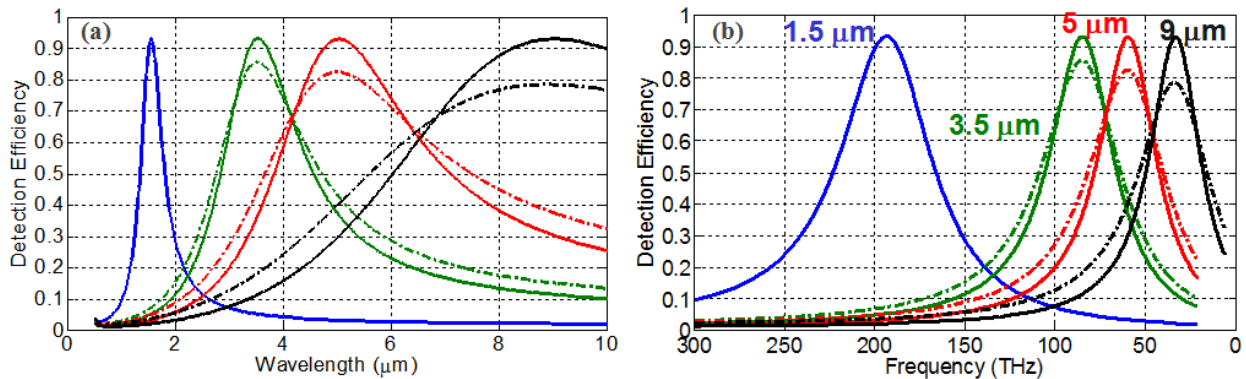 (a)
Detection Efficiency
1
0.9
0.8
0.7
0.6
0.5
0.4
0.3
0.2
0.1
0
0 2 4 6 8 10
Wavelength (μm)
(b)
1.5 μm
5 μm
9 μm
3.5 μm
Detection Efficiency
1
0.9
0.8
0.7
0.6
0.5
0.4
0.3
0.2
0.1
0
300 250 200 150 100 50 0
Frequency (THz)